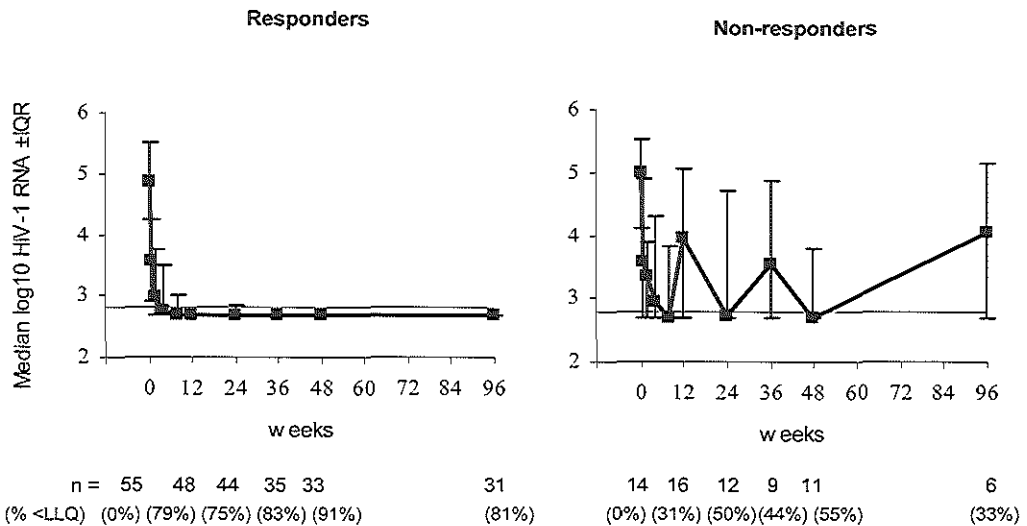 Responders
Non-responders
Median log10 HIV-1 RNA ±IQR
6
5
4
3
2
0 12 24 36 48 60 72 84 96
weeks
6
5
4
3
2
0 12 24 36 48 60 72 84 96
weeks
n = 55 48 44 35 33 31
(% <LLQ) (0%) (79%) (75%) (83%) (91%) (81%)
14 16 12 9 11 6
(0%) (31%) (50%) (44%) (55%) (33%)